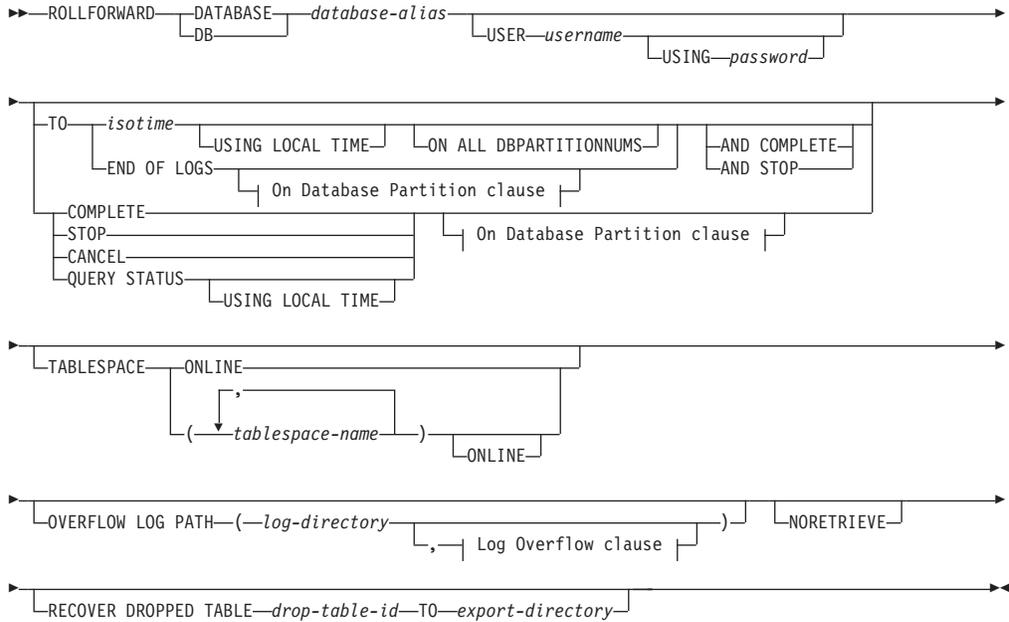 ROLLFORWARD DATABASE database-alias
DB USER username
USING password
TO isotime
USING LOCAL TIME ON ALL DBPARTITIONNUMS AND COMPLETE
END OF LOGS AND STOP
On Database Partition clause
COMPLETE
STOP On Database Partition clause
CANCEL
QUERY STATUS
USING LOCAL TIME
TABLESPACE ONLINE
,
( tablespace-name )
ONLINE
OVERFLOW LOG PATH ( log-directory ) NORETRIEVE
, Log Overflow clause
RECOVER DROPPED TABLE drop-table-id TO export-directory